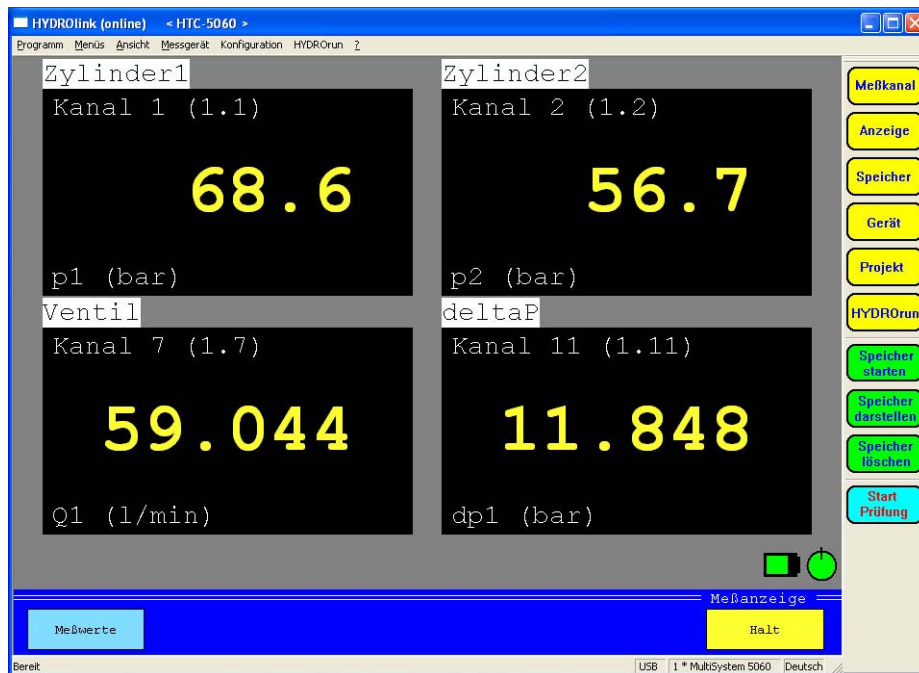 HYDROlink (online) < HTC-5060 >
Programm Menüs Ansicht Messgerät Konfiguration HYDROrun ?
Zylinder1
Kanal 1 (1.1)
68.6
p1 (bar)
Zylinder2
Kanal 2 (1.2)
56.7
p2 (bar)
Ventil
Kanal 7 (1.7)
59.044
Q1 (l/min)
deltaP
Kanal 11 (1.11)
11.848
dp1 (bar)
Meßkanal
Anzeige
Speicher
Gerät
Projekt
HYDROrun
Speicher
starten
Speicher
darstellen
Speicher
löschen
Start
Prüfung
Meßanzeige
Meßwerte
Halt
Bereit
USB 1 * MultiSystem 5060 Deutsch